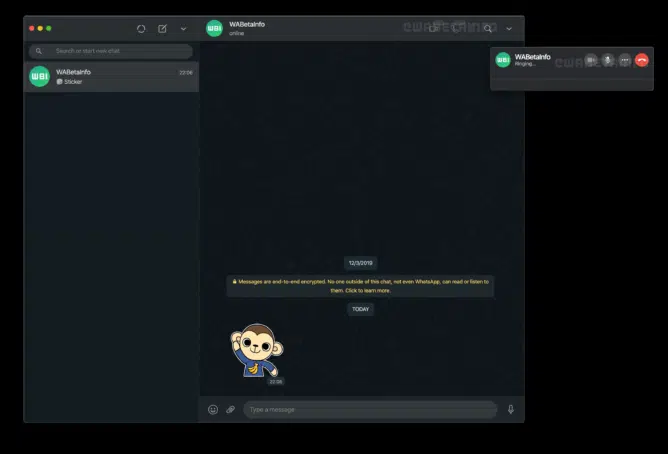 WABetaInfo
online
Search or start new chat
WBI
WABetaInfo
22:06
Sticker
WBI
WBI
WABetaInfo
Ringing...
12/3/2019
Messages are end-to-end encrypted. No one outside of this chat, not even WhatsApp, can read or listen to
them. Click to learn more.
TODAY
22:06
Type a message